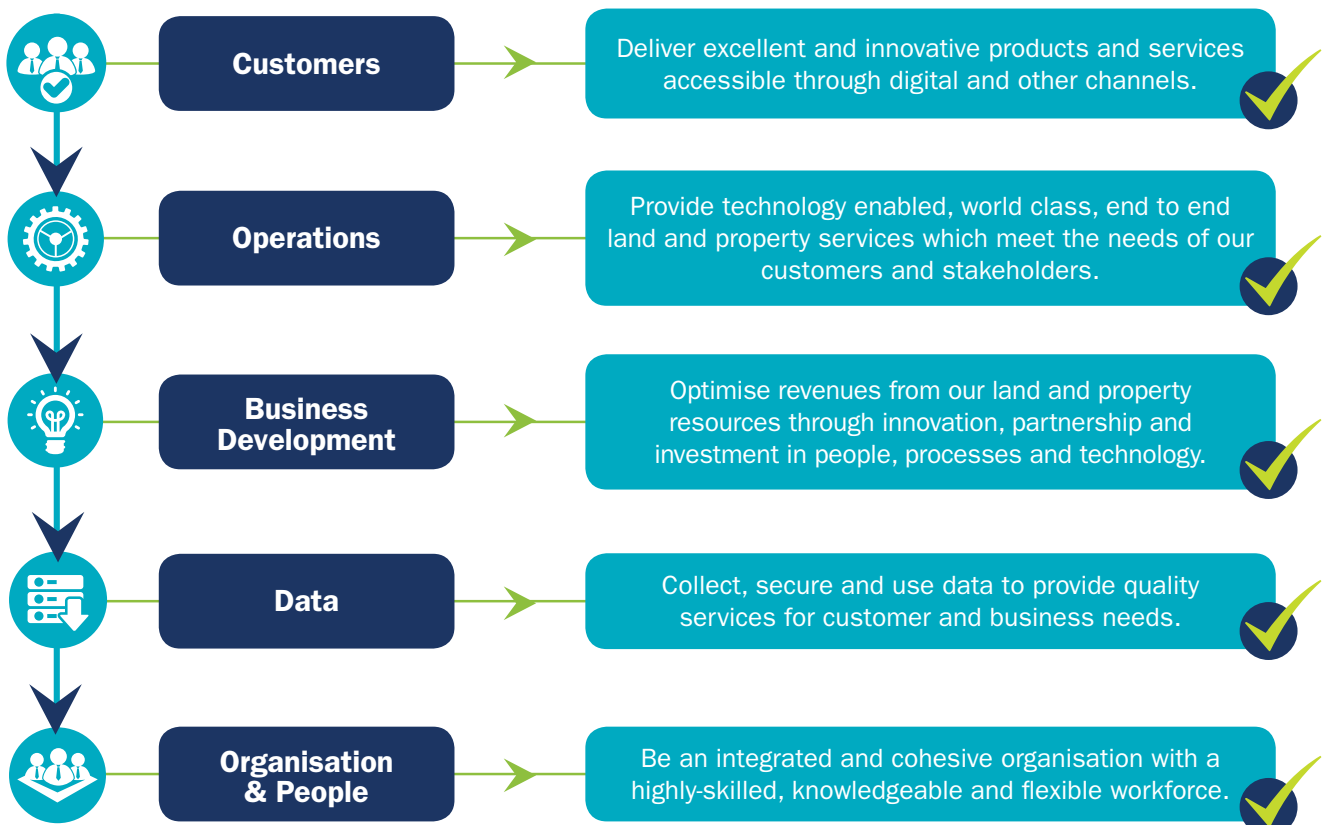 Customers
Deliver excellent and innovative products and services
accessible through digital and other channels.
Operations
Provide technology enabled, world class, end to end
land and property services which meet the needs of our
customers and stakeholders.
Business
Development
Optimise revenues from our land and property
resources through innovation, partnership and
investment in people, processes and technology.
Data
Collect, secure and use data to provide quality
services for customer and business needs.
Organisation
& People
Be an integrated and cohesive organisation with a
highly-skilled, knowledgeable and flexible workforce.